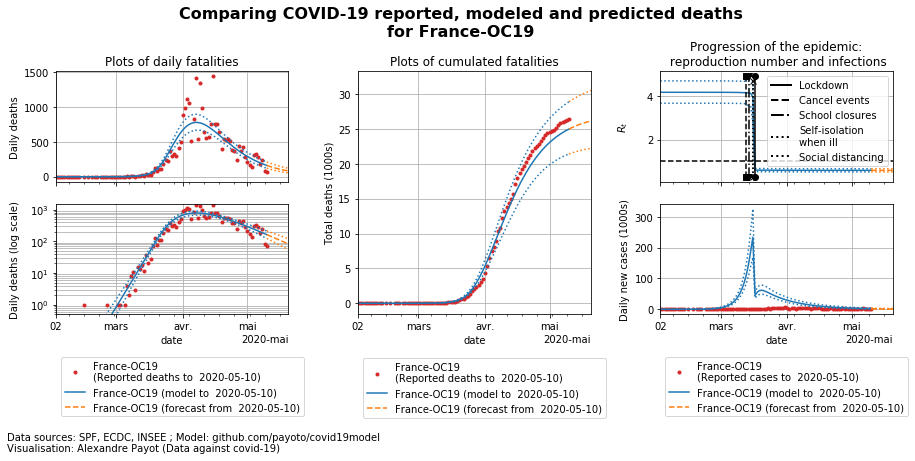 Comparing COVID-19 reported, modeled and predicted deaths
for France-OC19
Plots of daily fatalities
Daily deaths
1500
1000
500
0
Daily deaths (log scale)
10³
10²
10¹
10⁰
02
mars
avr.
mai
date
2020-mai
France-OC19
(Reported deaths to 2020-05-10)
France-OC19 (model to 2020-05-10)
France-OC19 (forecast from 2020-05-10)
Plots of cumulated fatalities
Total deaths (1000s)
30
25
20
15
10
5
0
02
mars
avr.
mai
date
2020-mai
France-OC19
(Reported deaths to 2020-05-10)
France-OC19 (model to 2020-05-10)
France-OC19 (forecast from 2020-05-10)
Progression of the epidemic:
reproduction number and infections
Rt
4
2
Lockdown
Cancel events
School closures
Self-isolation
when ill
Social distancing
Daily new cases (1000s)
300
200
100
0
02
mars
avr.
mai
date
2020-mai
France-OC19
(Reported cases to 2020-05-10)
France-OC19 (model to 2020-05-10)
France-OC19 (forecast from 2020-05-10)
Data sources: SPF, ECDC, INSEE ; Model: github.com/payoto/covid19model
Visualisation: Alexandre Payot (Data against covid-19)